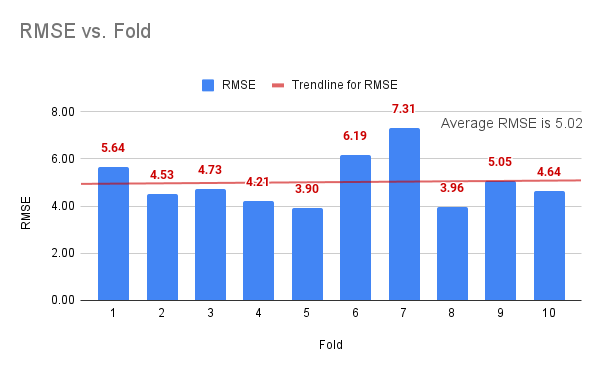 RMSE vs. Fold
RMSE Trendline for RMSE
Average RMSE is 5.02
8.00
6.00
4.00
2.00
0.00
RMSE
5.64 4.53 4.73 4.21 3.90 6.19 7.31 3.96 5.05 4.64
1 2 3 4 5 6 7 8 9 10
Fold